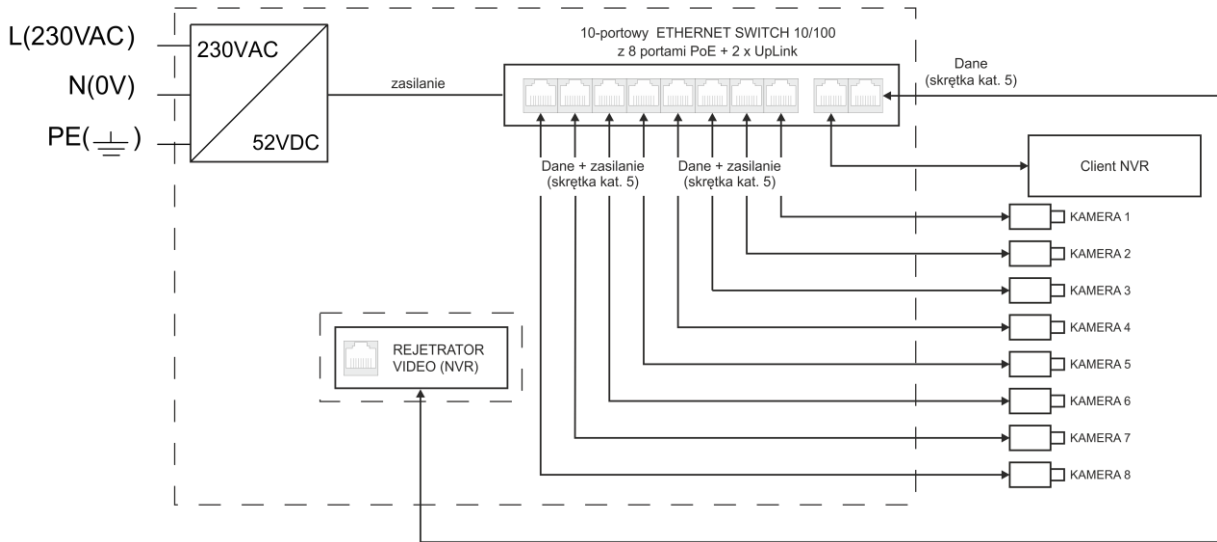 L(230VAC)
N(0V)
PE( )
230VAC
52VDC
zasilanie
10-portowy ETHERNET SWITCH 10/100
z 8 portami PoE + 2 x UpLink
Dane
(skrętka kat. 5)
Dane + zasilanie
(skrętka kat. 5)
Dane + zasilanie
(skrętka kat. 5)
Client NVR
KAMERA 1
KAMERA 2
KAMERA 3
KAMERA 4
KAMERA 5
KAMERA 6
KAMERA 7
KAMERA 8
REJETRATOR
VIDEO (NVR)